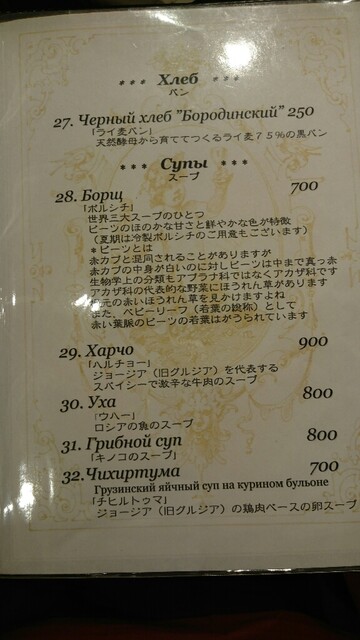 *** Хлеб ***
パン
27. Черный хлеб "Бородинский" 250
「ライ麦パン」
天然酵母から育ててつくるライ麦75%の黒パン
*** Супы ***
スープ
28. Борщ 700
「ボルシチ」
世界三大スープのひとつ
ビーツのほのかな甘さと鮮やかな色が特徴
(夏期は冷製ボルシチのご用意もございます)
*ビーツとは
赤カブと混同されることがありますが
赤カブの中身が白いのに対しビーツは中まで真っ赤
生物学上の分類もアブラナ科ではなくアカザ科です
アカザ科の代表的な野菜にほうれん草があります
根元の赤いほうれん草を見かけますよね
また、ベビーリーフ(若葉の総称)として
赤い葉脈のビーツの若葉はがうられています
29. Харчо 900
「ハルチョー」
ジョージア(旧グルジア)を代表する
スパイシーで激辛な牛肉のスープ
30. Уха 800
「ウハー」
ロシアの魚のスープ
31. Грибной суп 800
「キノコのスープ」
32. Чихиртума 700
Грузинский яичный суп на курином бульоне
「チヒルトゥマ」
ジョージア(旧グルジア)の鶏肉ベースの卵スープ